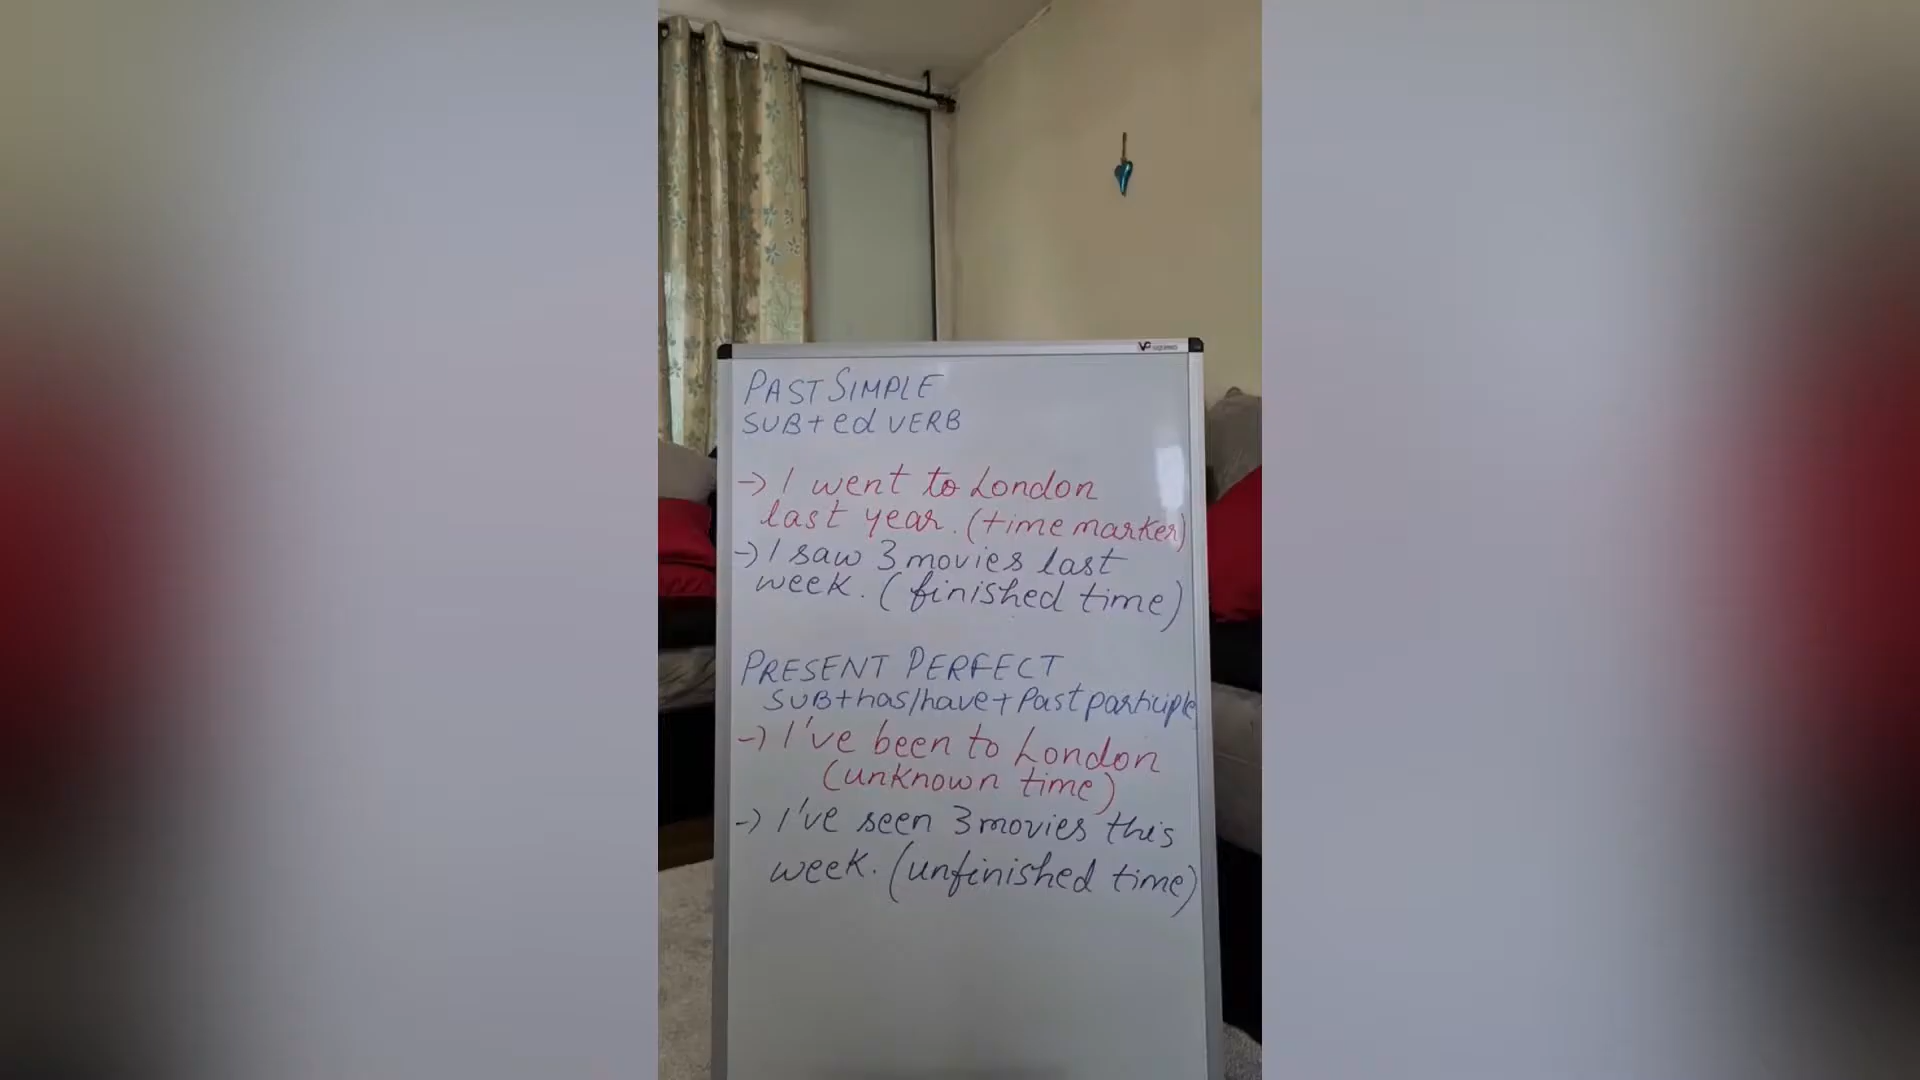 PAST SIMPLE
SUB + ed VERB
→ I went to London
last year. (time marker)
→ I saw 3 movies last
week. (finished time)
PRESENT PERFECT
SUB + has/have + Past participle
→ I've been to London
(unknown time)
→ I've seen 3 movies this
week. (unfinished time)